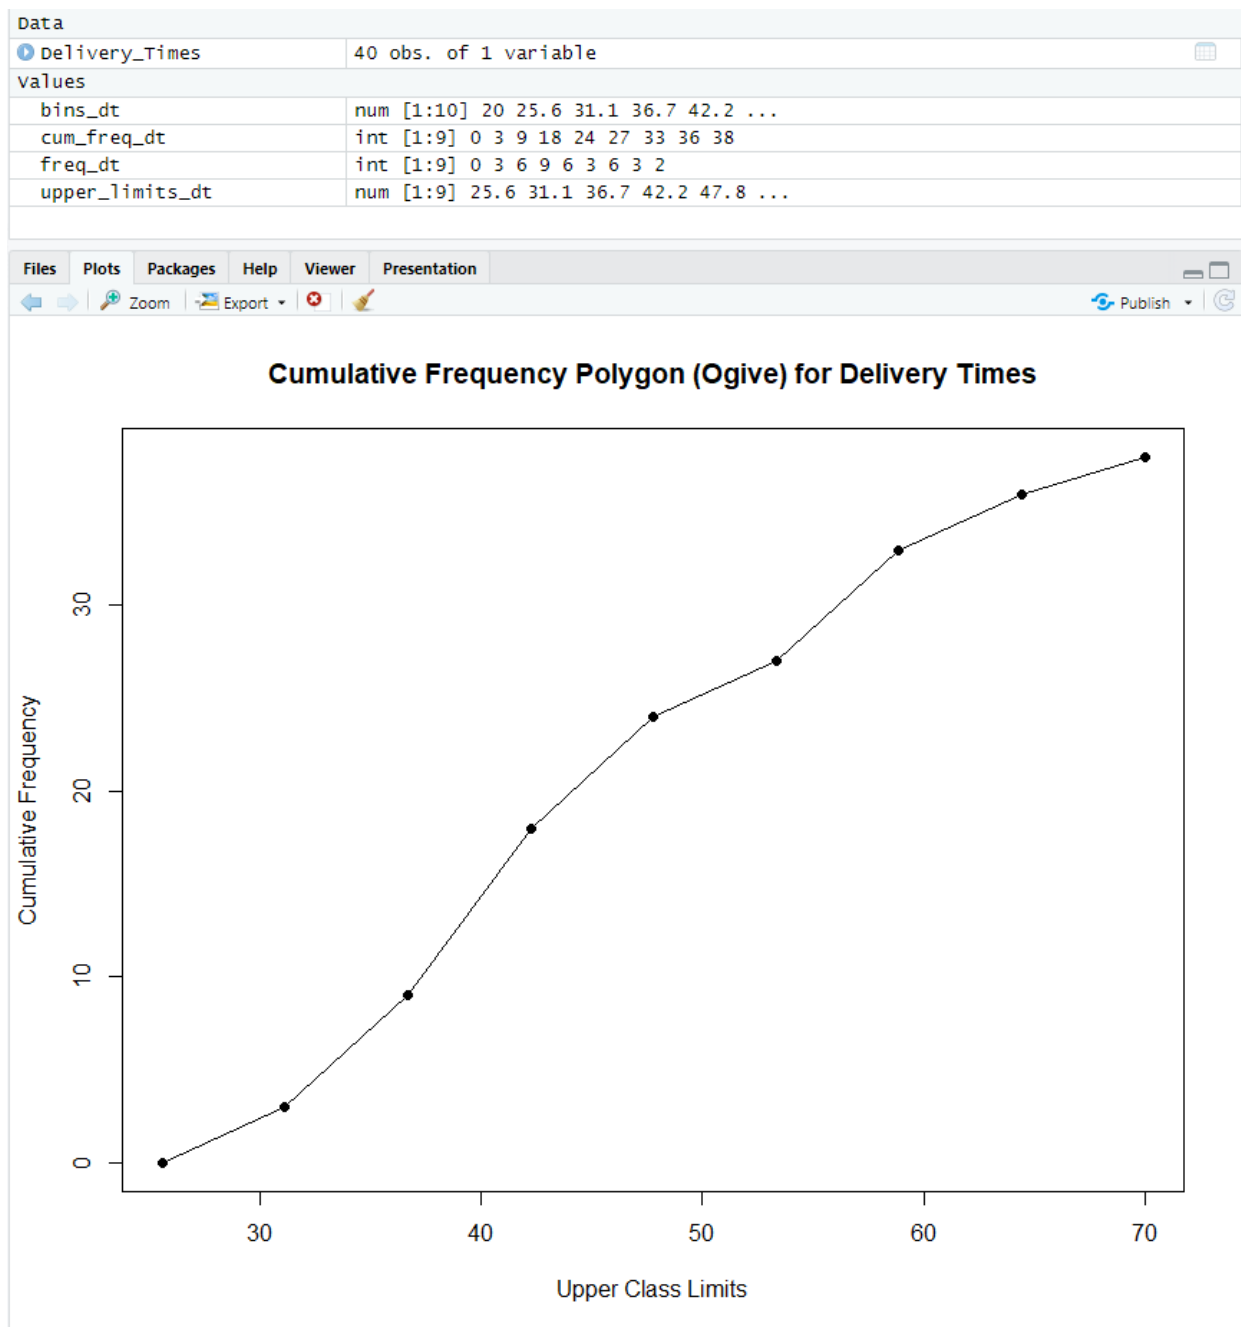 Data
Delivery_Times 40 obs. of 1 variable
Values
bins_dt num [1:10] 20 25.6 31.1 36.7 42.2 ...
cum_freq_dt int [1:9] 0 3 9 18 24 27 33 36 38
freq_dt int [1:9] 0 3 6 9 6 3 6 3 2
upper_limits_dt num [1:9] 25.6 31.1 36.7 42.2 47.8 ...
Files Plots Packages Help Viewer Presentation
Zoom Export Publish
Cumulative Frequency Polygon (Ogive) for Delivery Times
Cumulative Frequency
30
20
10
0
30 40 50 60 70
Upper Class Limits